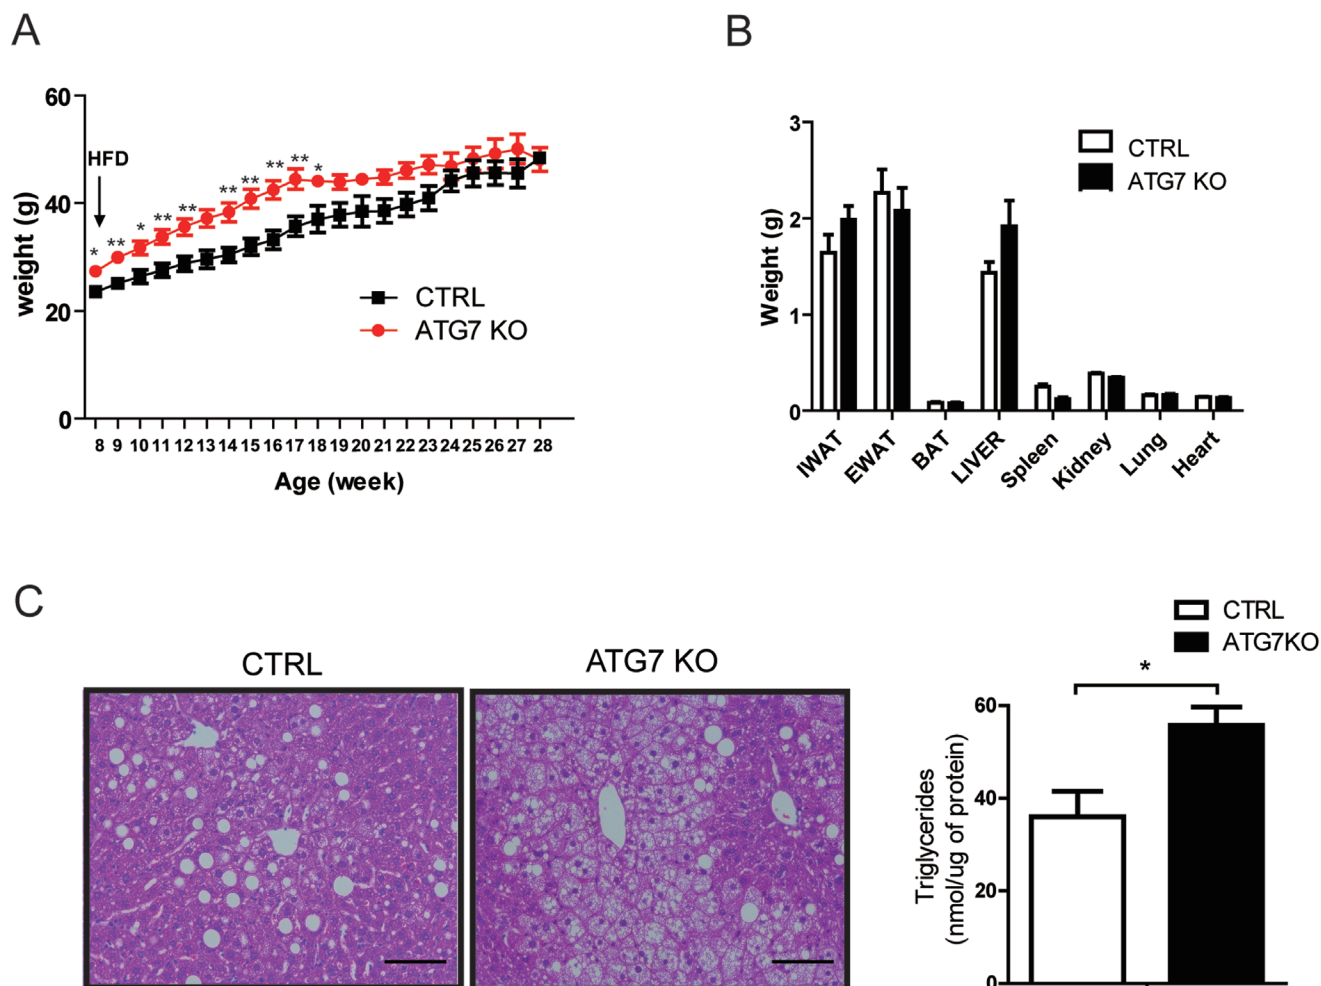 A
60
40
20
0
weight (g)
HFD
* ** * ** ** ** ** ** ** *
CTRL
ATG7 KO
8 9 10 11 12 13 14 15 16 17 18 19 20 21 22 23 24 25 26 27 28
Age (week)
B
3
2
1
0
Weight (g)
CTRL
ATG7 KO
IWAT
EWAT
BAT
LIVER
Spleen
Kidney
Lung
Heart
C
CTRL
ATG7 KO
CTRL
ATG7KO
*
60
40
20
0
Triglycerides
(nmol/ug of protein)